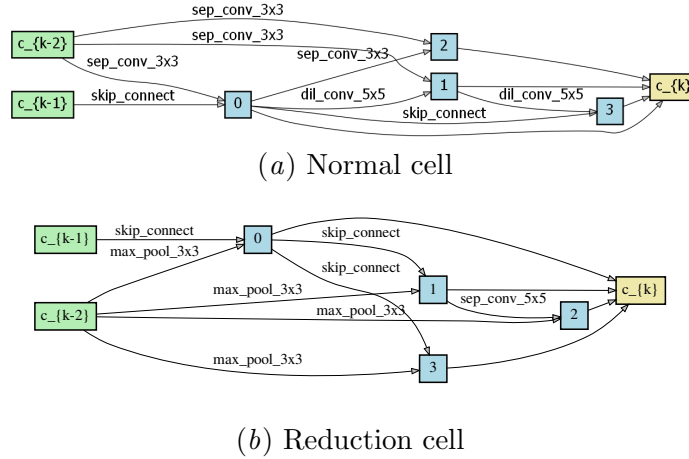 sep_conv_3x3
c_{k-2}
sep_conv_3x3
2
sep_conv_3x3
sep_conv_3x3
skip_connect
1
c_{k}
c_{k-1}
0
dil_conv_5x5
dil_conv_5x5
3
skip_connect
(a) Normal cell
c_{k-1}
skip_connect
0
skip_connect
max_pool_3x3
skip_connect
max_pool_3x3
1
c_{k}
sep_conv_5x5
c_{k-2}
max_pool_3x3
2
max_pool_3x3
3
(b) Reduction cell